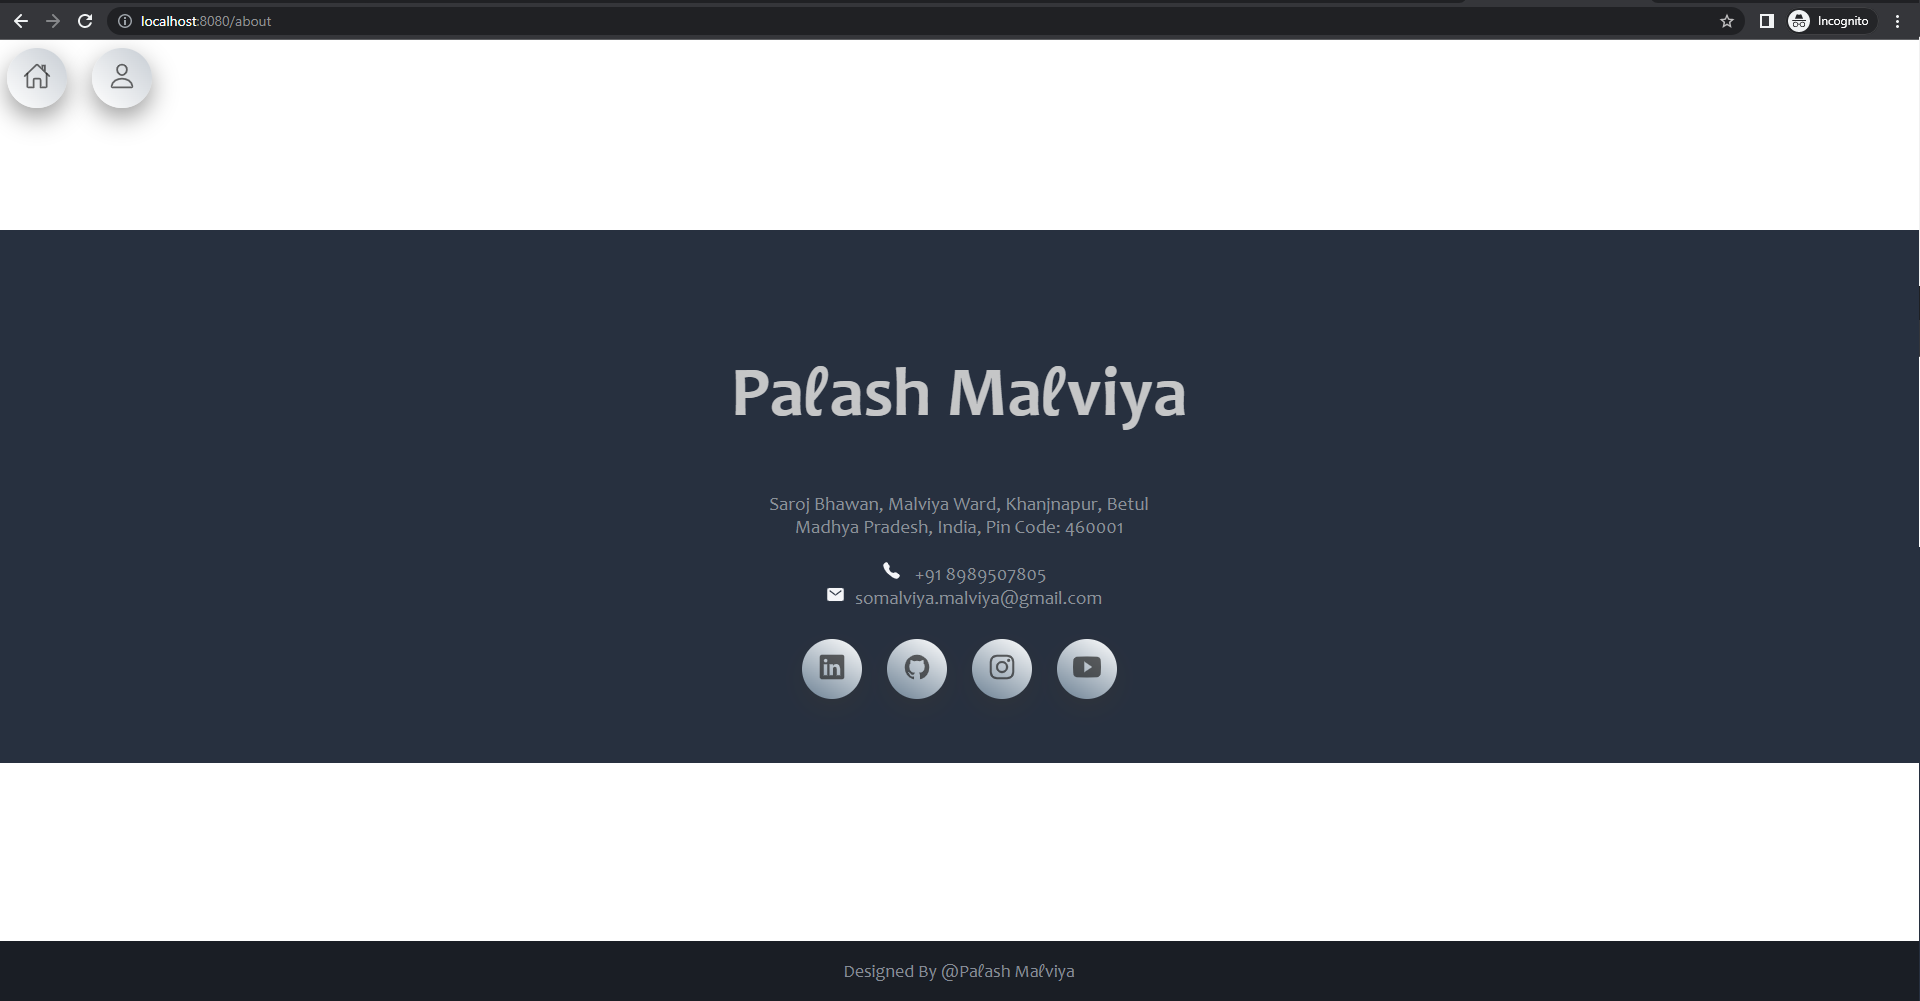 localhost:8080/about
Incognito
Palash Malviya
Saroj Bhawan, Malviya Ward, Khanjnapur, Betul
Madhya Pradesh, India, Pin Code: 460001
+91 8989507805
somalviya.malviya@gmail.com
in
Designed By @Palash Malviya